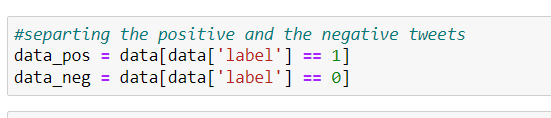 #separting the positive and the negative tweets
data_pos = data[data['label'] == 1]
data_neg = data[data['label'] == 0]